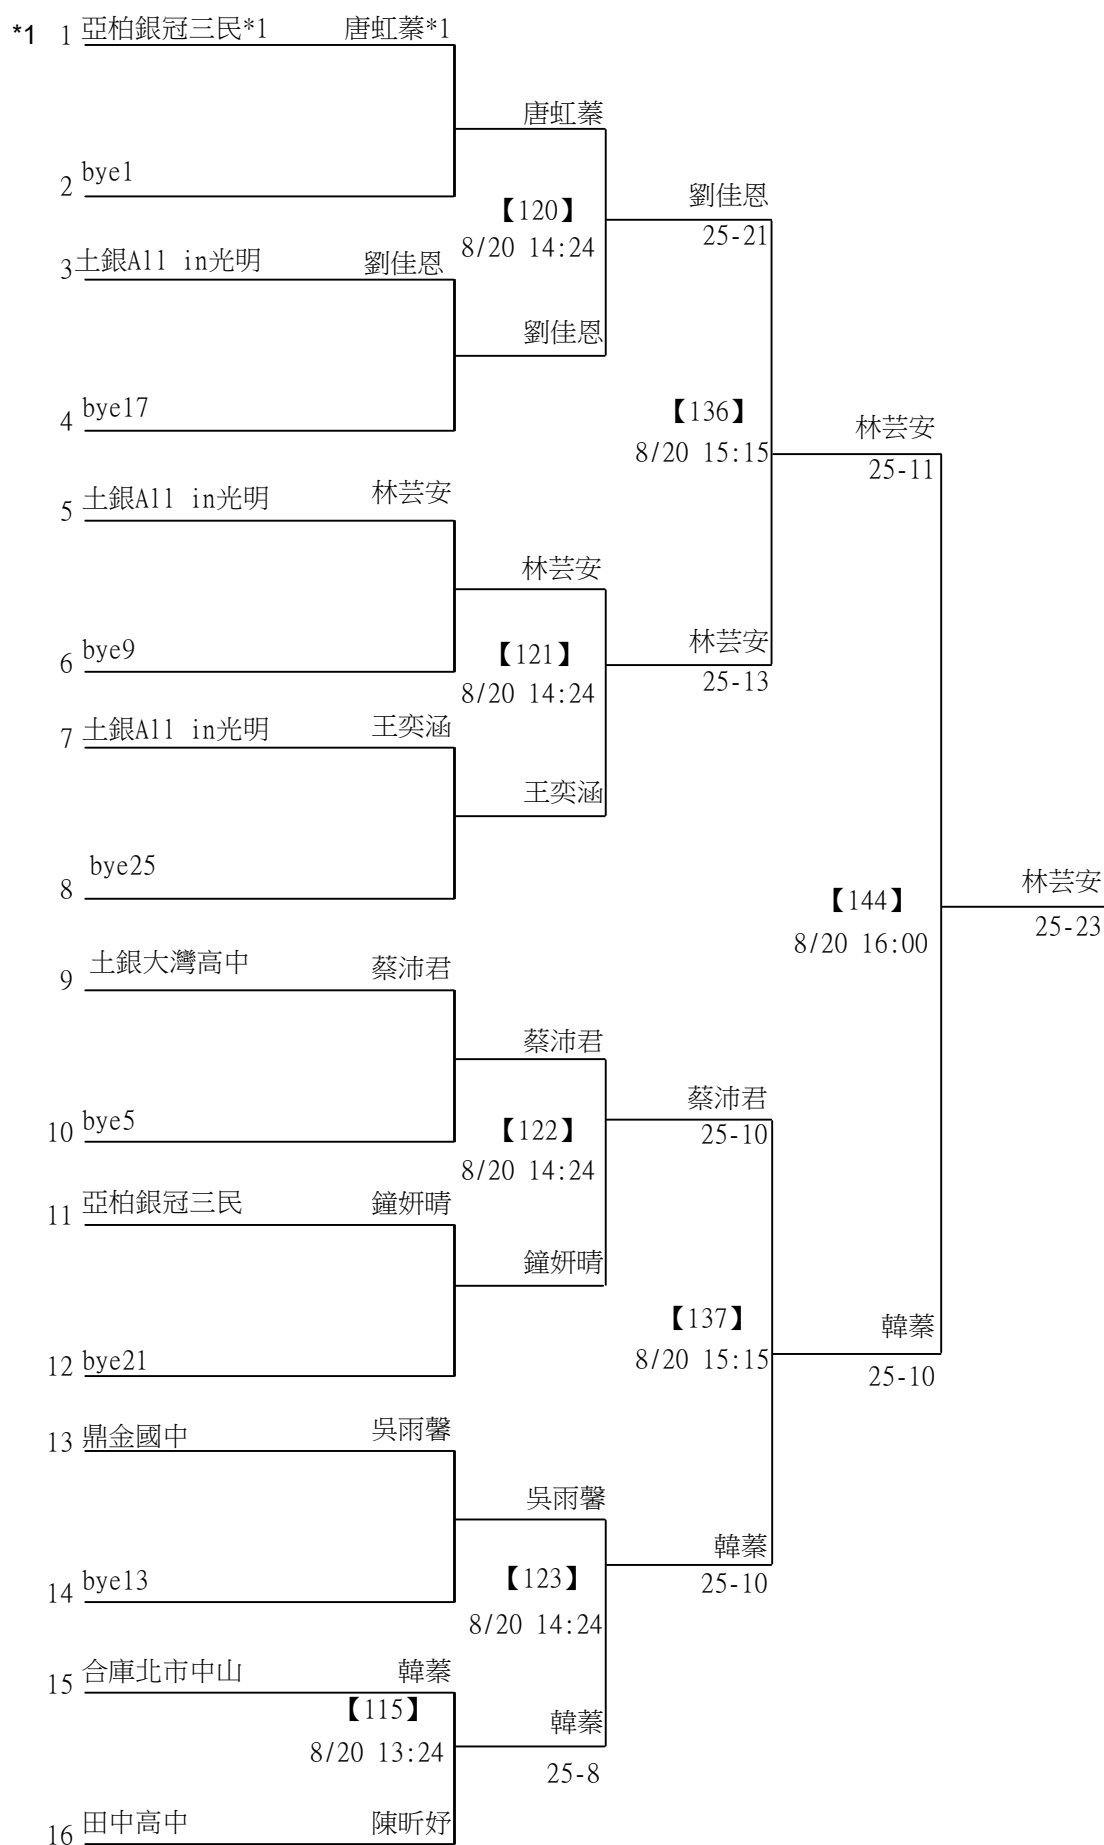 *1 1 亞柏銀冠三民*1 唐虹蓁*1
唐虹蓁
2 bye1
【120】
8/20 14:24
劉佳恩
25-21
3 土銀All in光明 劉佳恩
劉佳恩
4 bye17
【136】
8/20 15:15
林芸安
25-11
5 土銀All in光明 林芸安
林芸安
6 bye9
【121】
8/20 14:24
林芸安
25-13
7 土銀All in光明 王奕涵
王奕涵
8 bye25
【144】
8/20 16:00
林芸安
25-23
9 土銀大灣高中 蔡沛君
蔡沛君
10 bye5
【122】
8/20 14:24
蔡沛君
25-10
11 亞柏銀冠三民 鐘妍晴
鐘妍晴
12 bye21
【137】
8/20 15:15
韓蓁
25-10
13 鼎金國中 吳雨馨
吳雨馨
14 bye13
【123】
8/20 14:24
韓蓁
25-10
15 合庫北市中山 韓蓁
【115】
8/20 13:24
韓蓁
25-8
16 田中高中 陳昕妤